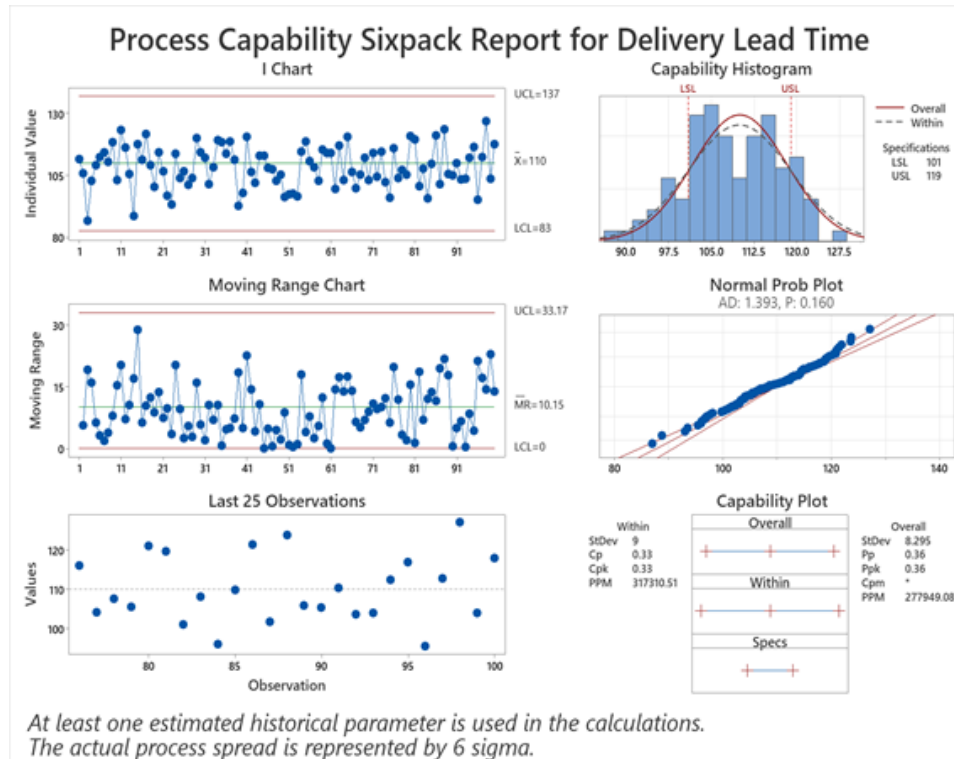 Process Capability Sixpack Report for Delivery Lead Time
I Chart
Individual Value
130
105
80
UCL=137
X=110
LCL=83
1 11 21 31 41 51 61 71 81 91
Capability Histogram
LSL USL
Overall
Within
Specifications
LSL 101
USL 119
90.0 97.5 105.0 112.5 120.0 127.5
Moving Range Chart
Moving Range
30
15
0
UCL=33.17
MR=10.15
LCL=0
1 11 21 31 41 51 61 71 81 91
Normal Prob Plot
AD: 1.393, P: 0.160
80 100 120 140
Last 25 Observations
Values
120
110
100
80 85 90 95 100
Observation
Capability Plot
Within
StDev 9
Cp 0.33
Cpk 0.33
PPM 317310.51
Overall
Within
Specs
Overall
StDev 8.295
Pp 0.36
Ppk 0.36
Cpm *
PPM 277949.08
At least one estimated historical parameter is used in the calculations.
The actual process spread is represented by 6 sigma.